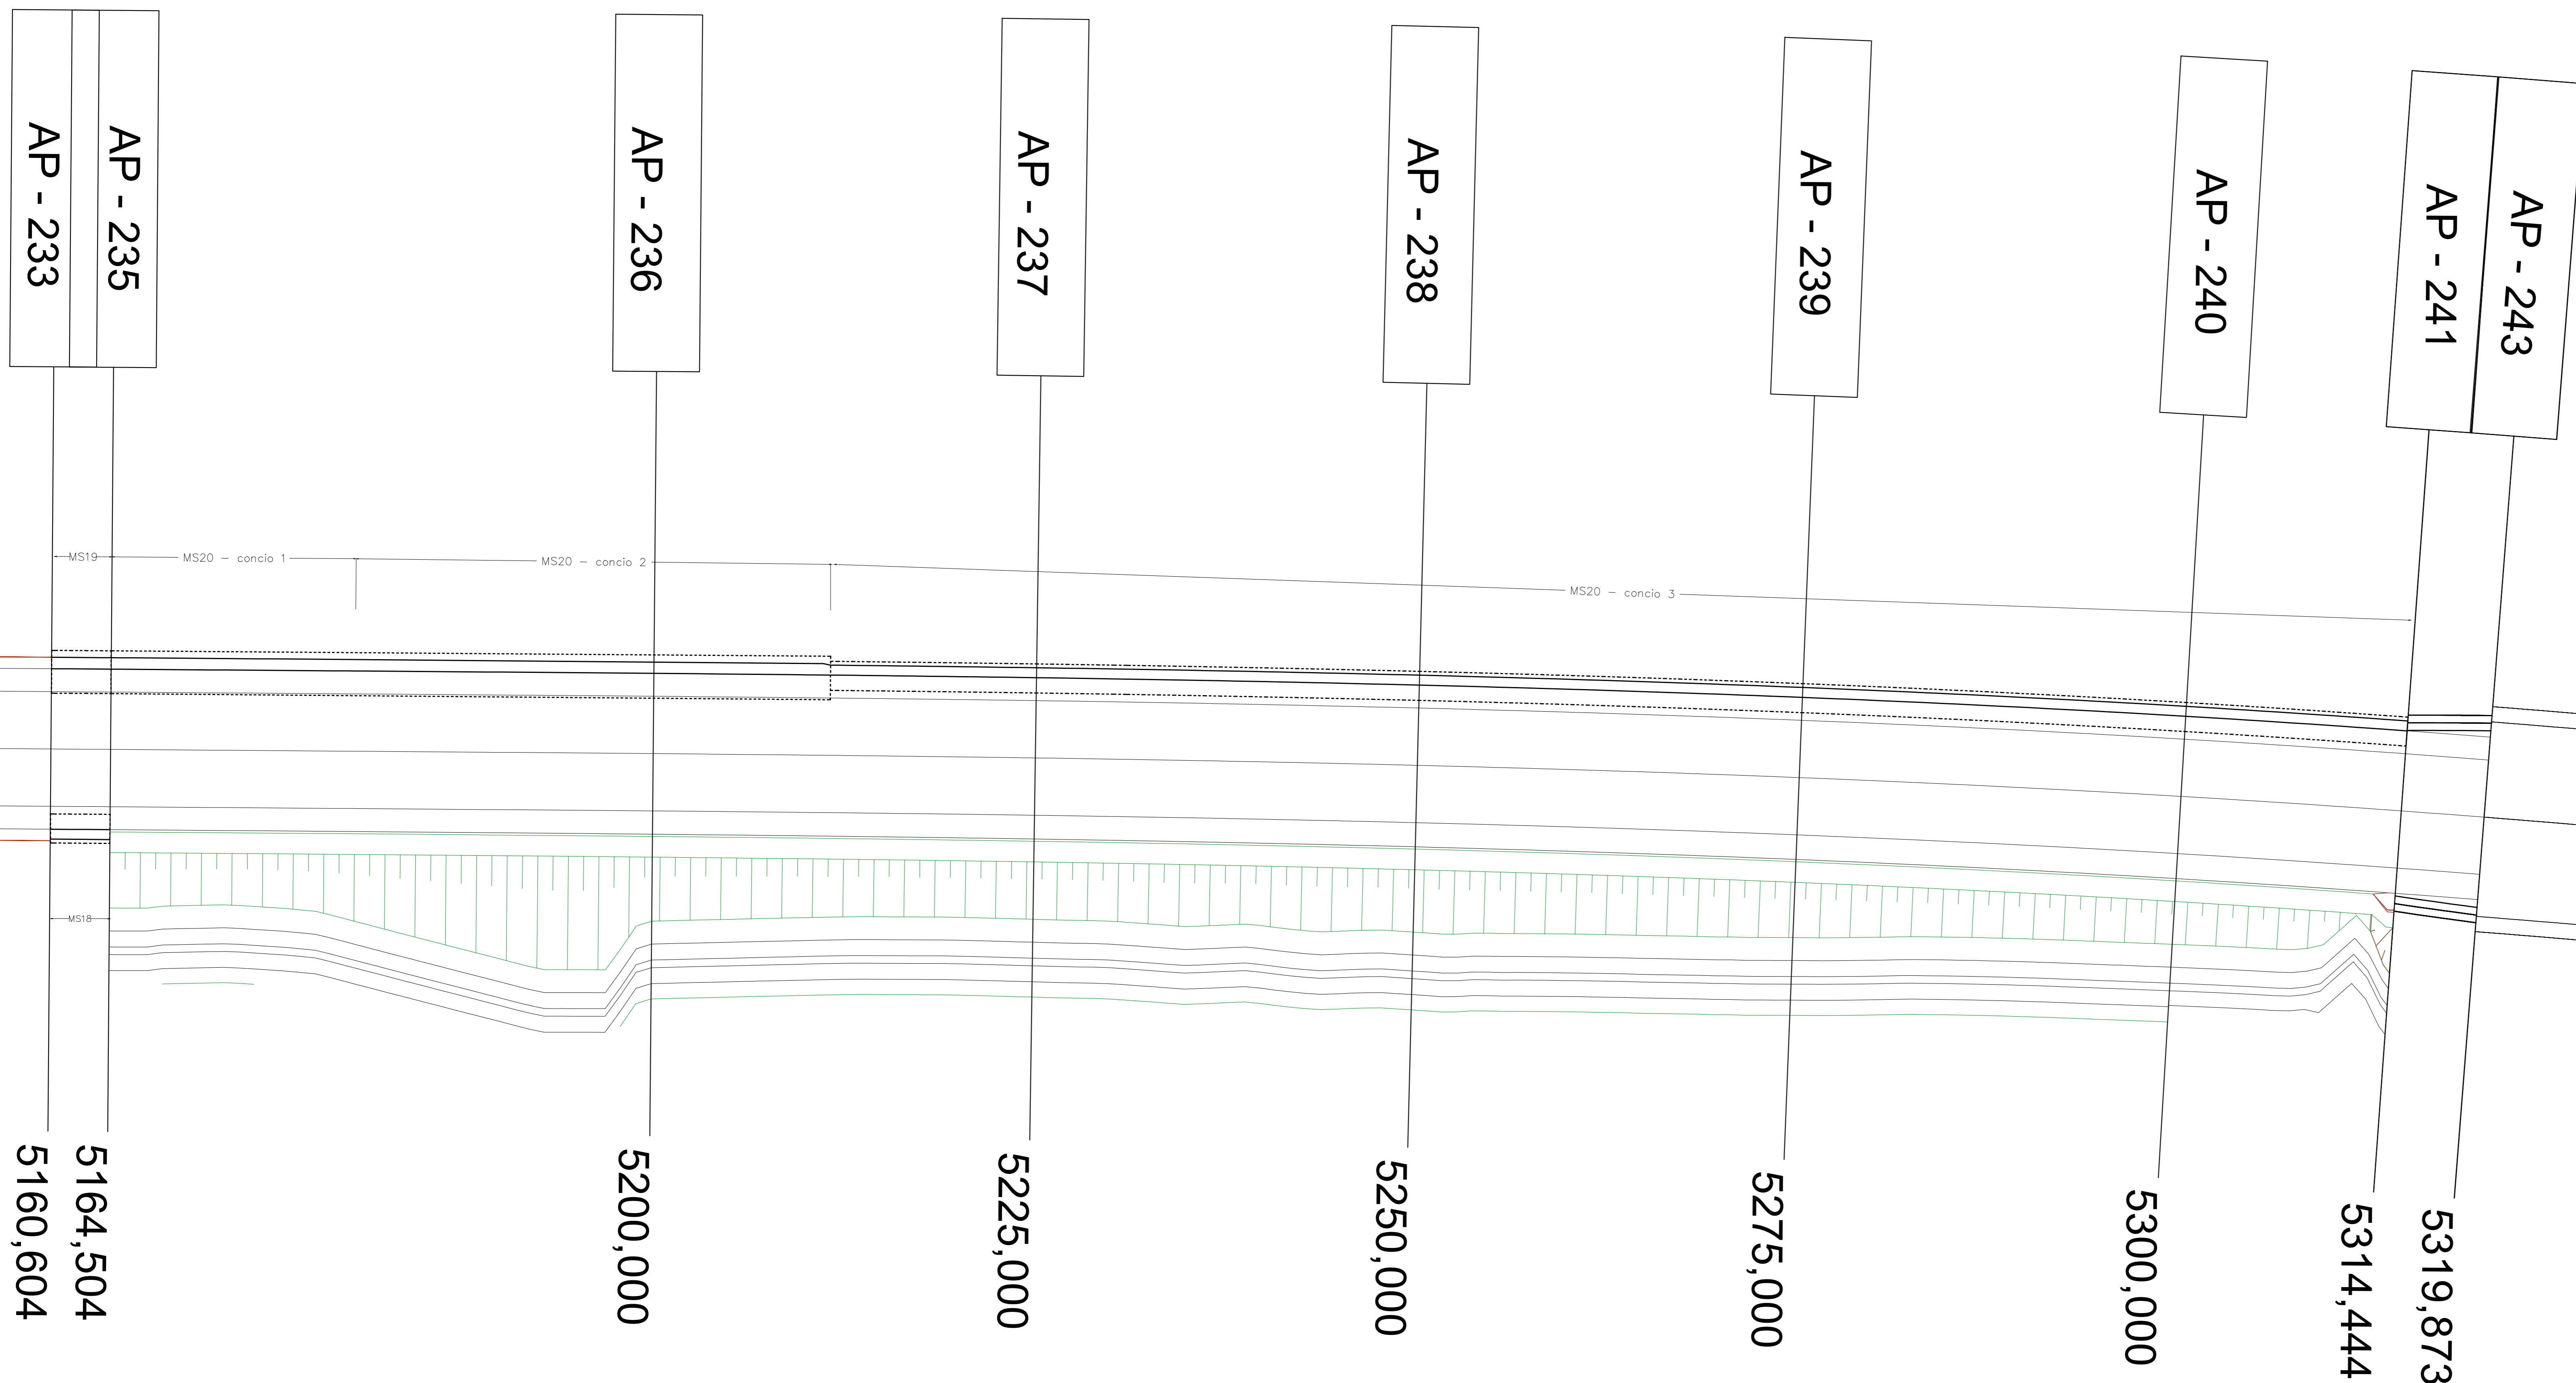 AP - 233
AP - 235
AP - 236
AP - 237
AP - 238
AP - 239
AP - 240
AP - 241
AP - 243
MS19
MS20 - concio 1
MS20 - concio 2
MS20 - concio 3
MS18
5160,604
5164,504
5200,000
5225,000
5250,000
5275,000
5300,000
5314,444
5319,873